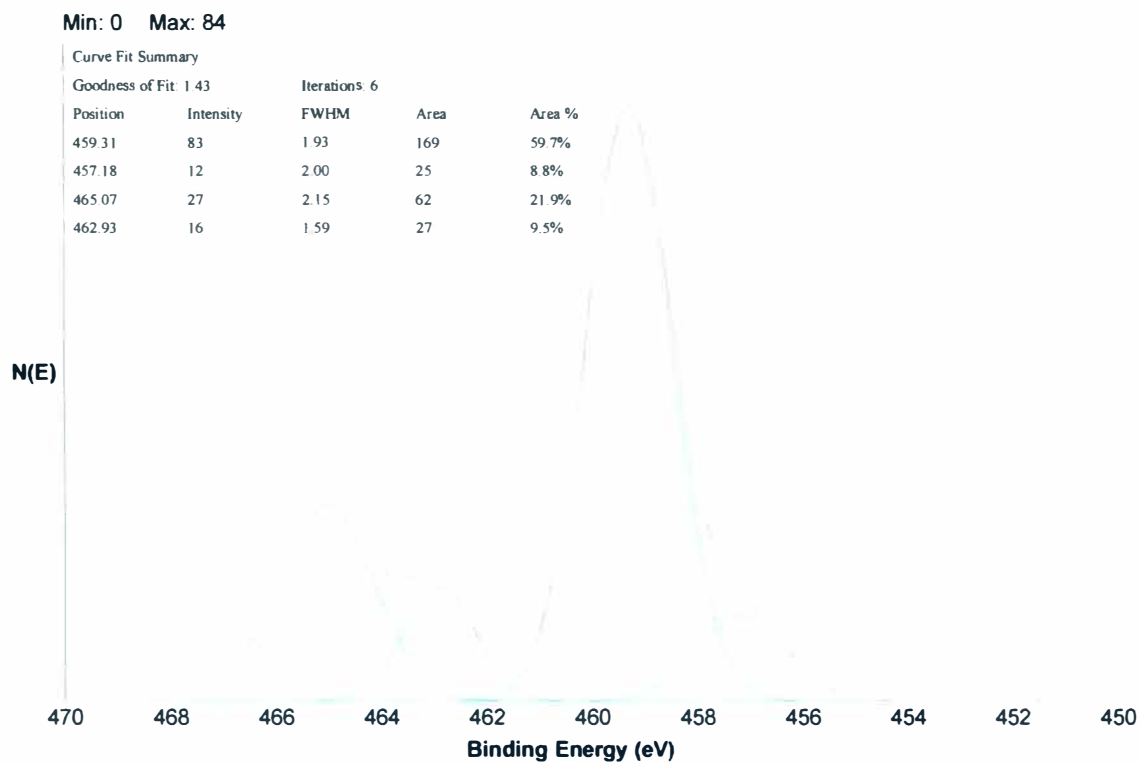 Min: 0 Max: 84
Curve Fit Summary
Goodness of Fit: 1.43 Iterations: 6
Position Intensity FWHM Area Area %
459.31 83 1.93 169 59.7%
457.18 12 2.00 25 8.8%
465.07 27 2.15 62 21.9%
462.93 16 1.59 27 9.5%
N(E)
470 468 466 464 462 460 458 456 454 452 450
Binding Energy (eV)